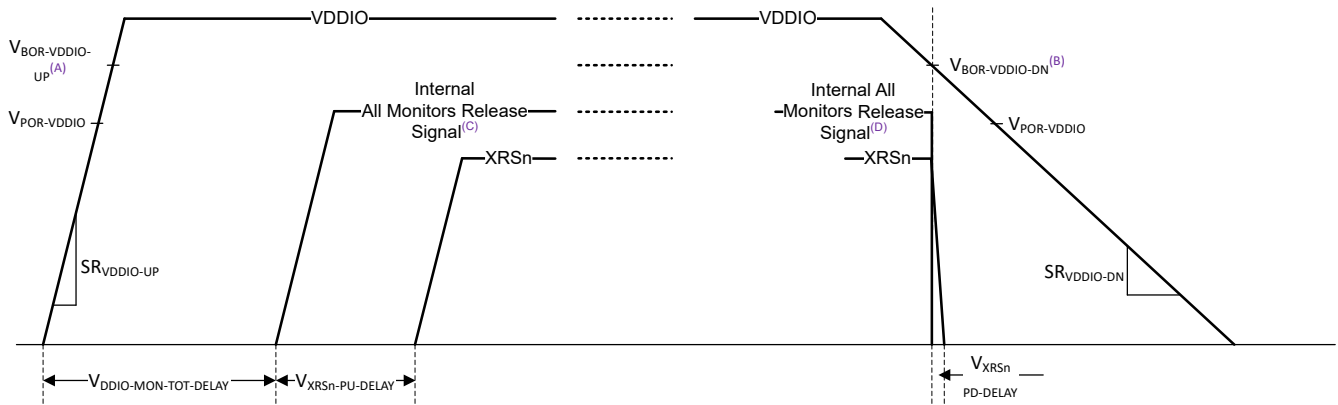 VDDIO
VDDIO
VBOR-VDDIO-
UP(A)
VBOR-VDDIO-DN(B)
VPOR-VDDIO
Internal
All Monitors Release
Signal(C)
Internal All
Monitors Release
Signal(D)
VPOR-VDDIO
XRSn
XRSn
SRVDDIO-UP
SRVDDIO-DN
VDDIO-MON-TOT-DELAY
VXRSn-PU-DELAY
VXRSn
PD-DELAY